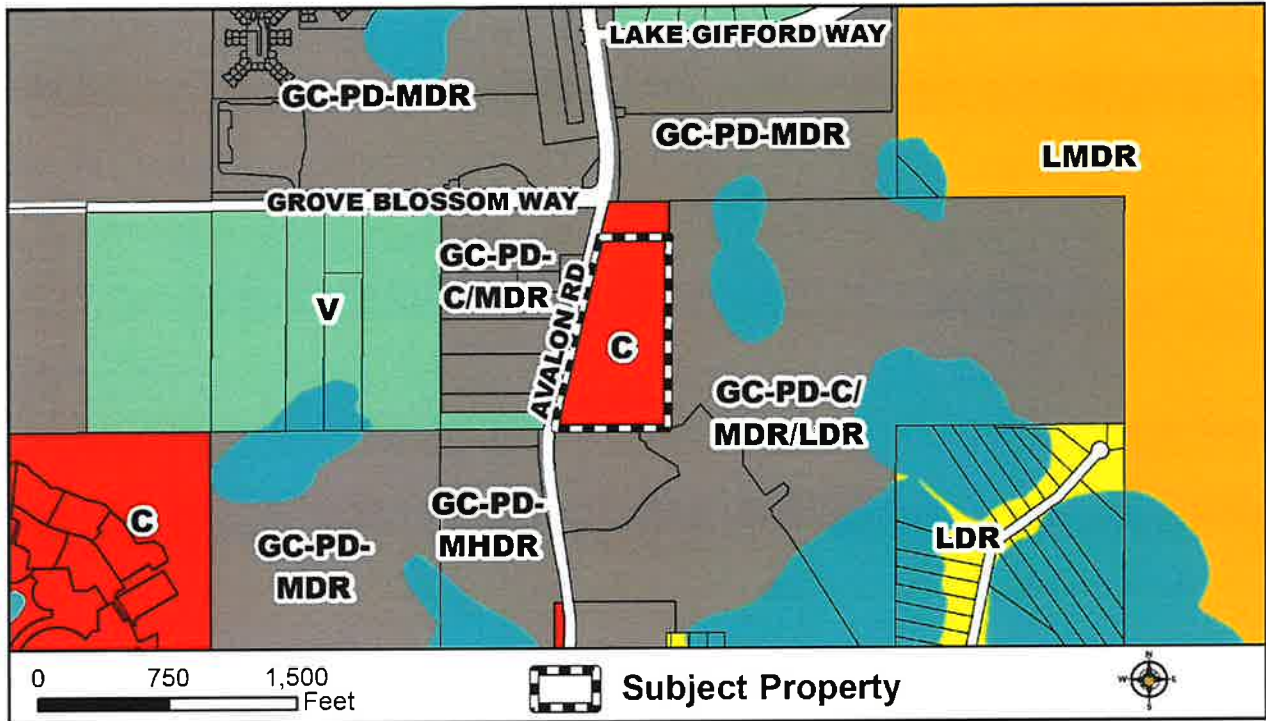 LAKE GIFFORD WAY
GC-PD-MDR
GC-PD-MDR
LMDR
GROVE BLOSSOM WAY
GC-PD-
C/MDR
V
AVALON RD
C
GC-PD-C/
MDR/LDR
C
GC-PD-
MHDR
GC-PD-
MDR
LDR
0 750 1,500
Feet
Subject Property
N
W E
S